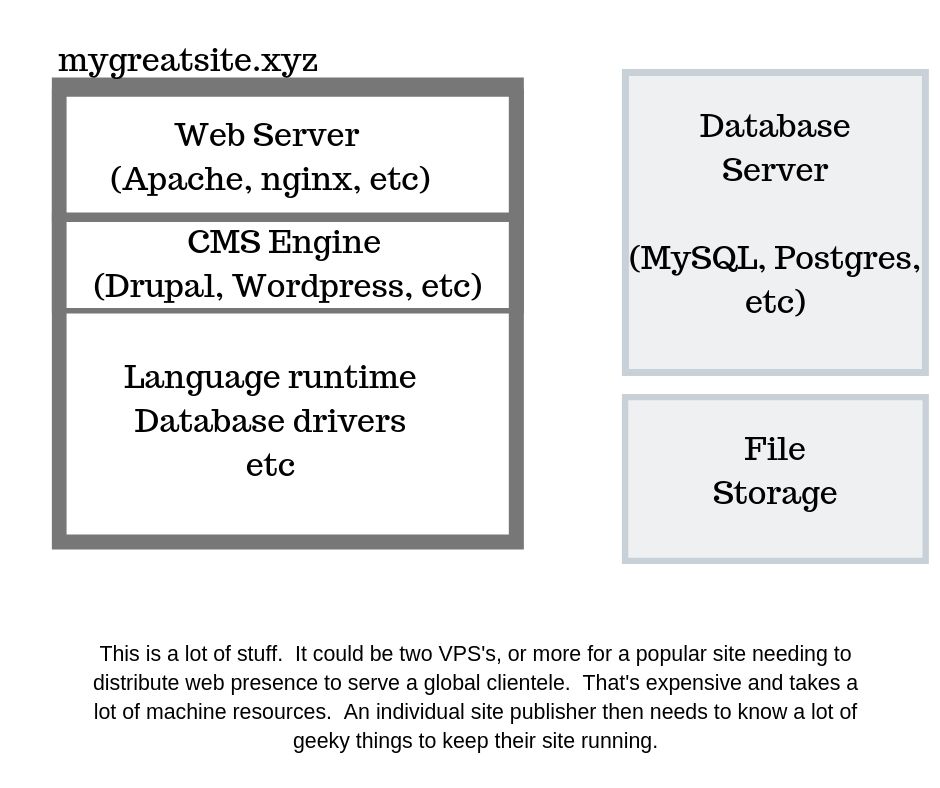 mygreatsite.xyz
Web Server
(Apache, nginx, etc)
CMS Engine
(Drupal, Wordpress, etc)
Language runtime
Database drivers
etc
Database
Server
(MySQL, Postgres,
etc)
File
Storage
This is a lot of stuff.  It could be two VPS's, or more for a popular site needing to
distribute web presence to serve a global clientele.  That's expensive and takes a
lot of machine resources.  An individual site publisher then needs to know a lot of
geeky things to keep their site running.